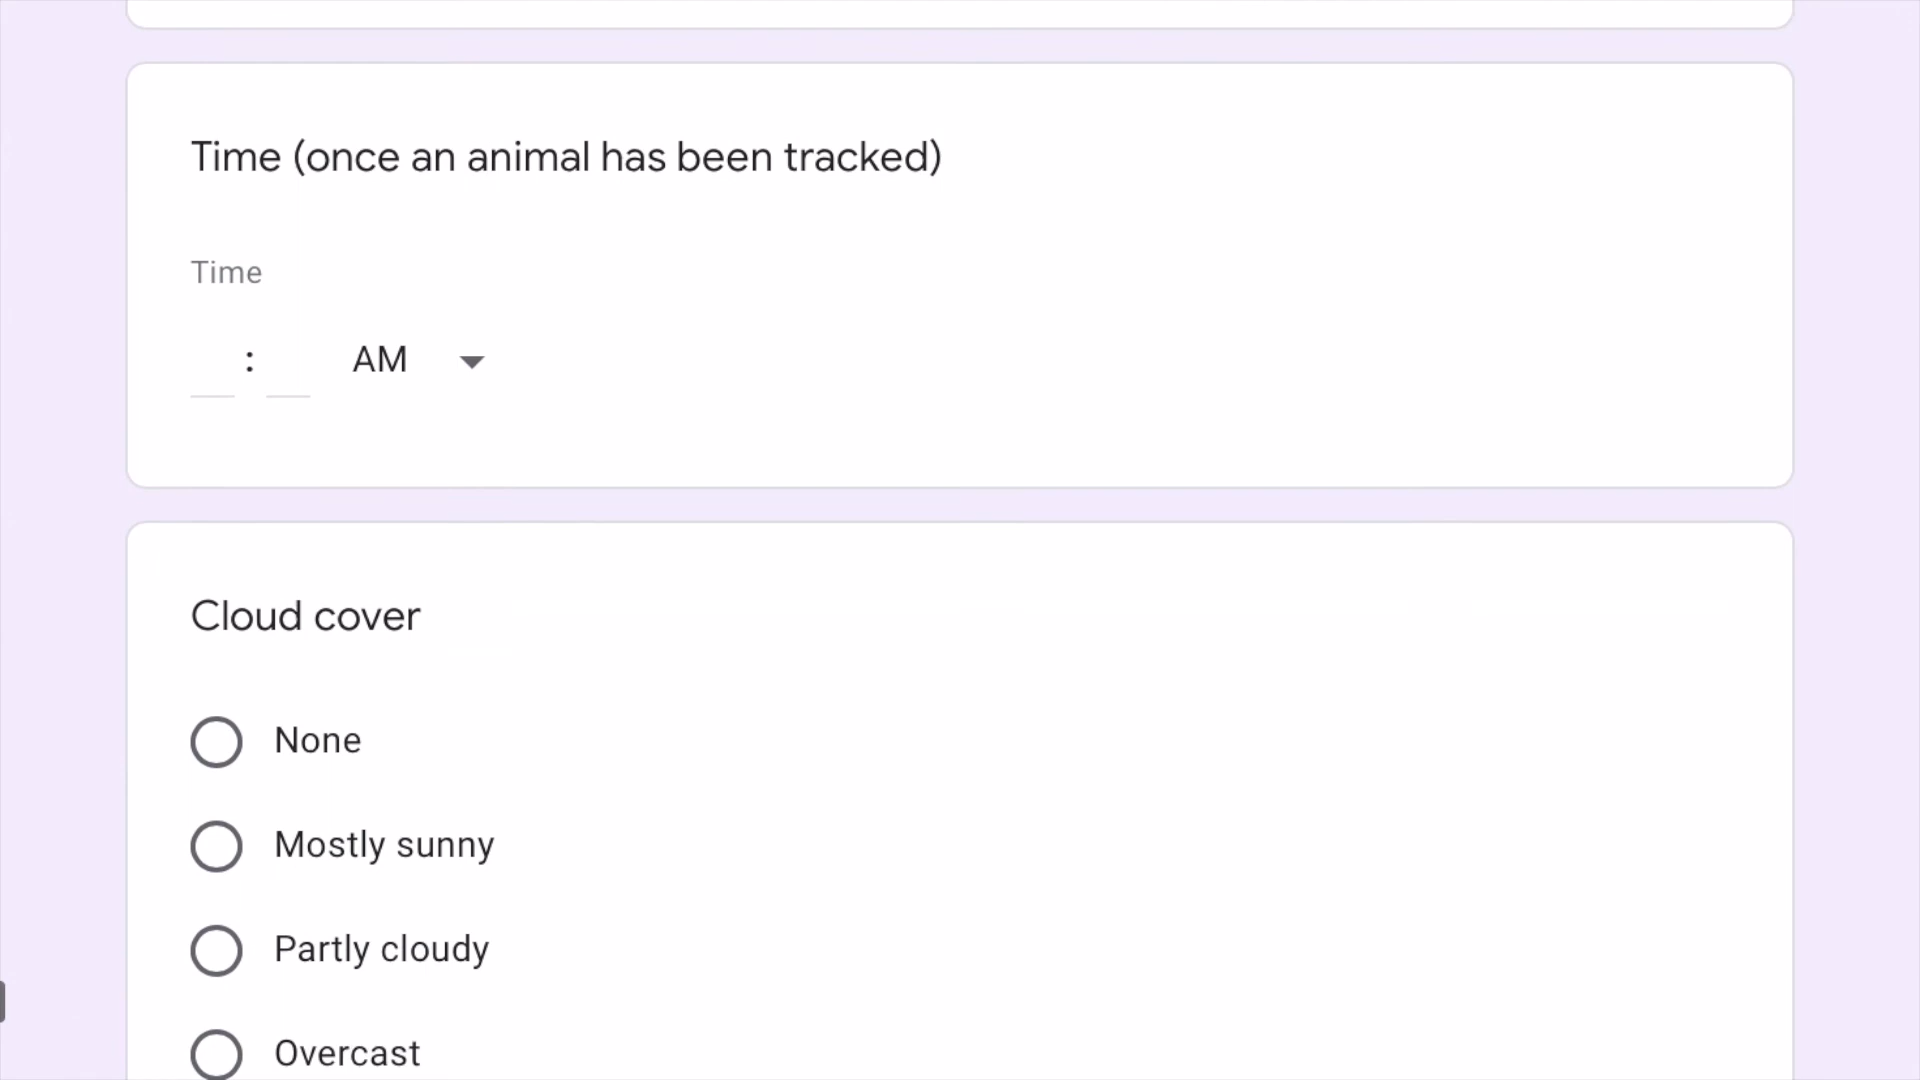 Time (once an animal has been tracked)
Time
: AM
Cloud cover
None
Mostly sunny
Partly cloudy
Overcast